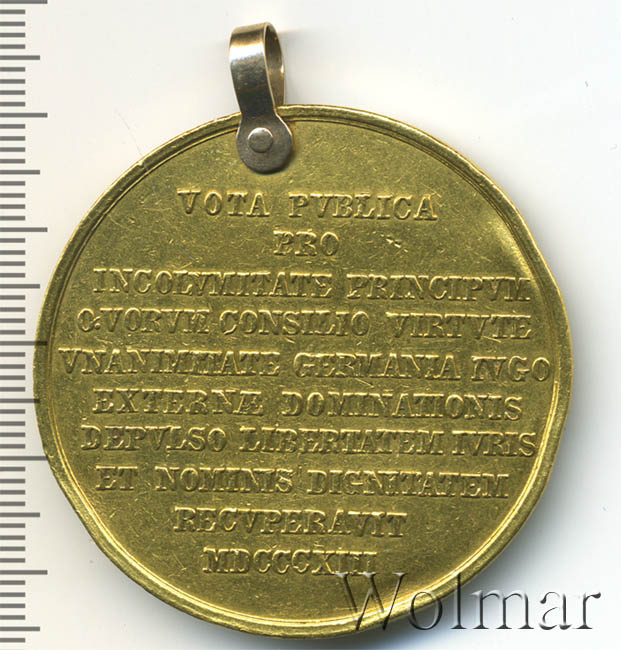 VOTA PVBLICA
PRO
INCOLVMITATE PRINCIPVM
QVORVM CONSILIO VIRTVTE
VNANIMITATE GERMANIA IVGO
EXTERNÆ DOMINATIONIS
DEPVLSO LIBERTATEM IVRIS
ET NOMINIS DIGNITATEM
RECVPERAVIT
MDCCCXIII
Wolmar